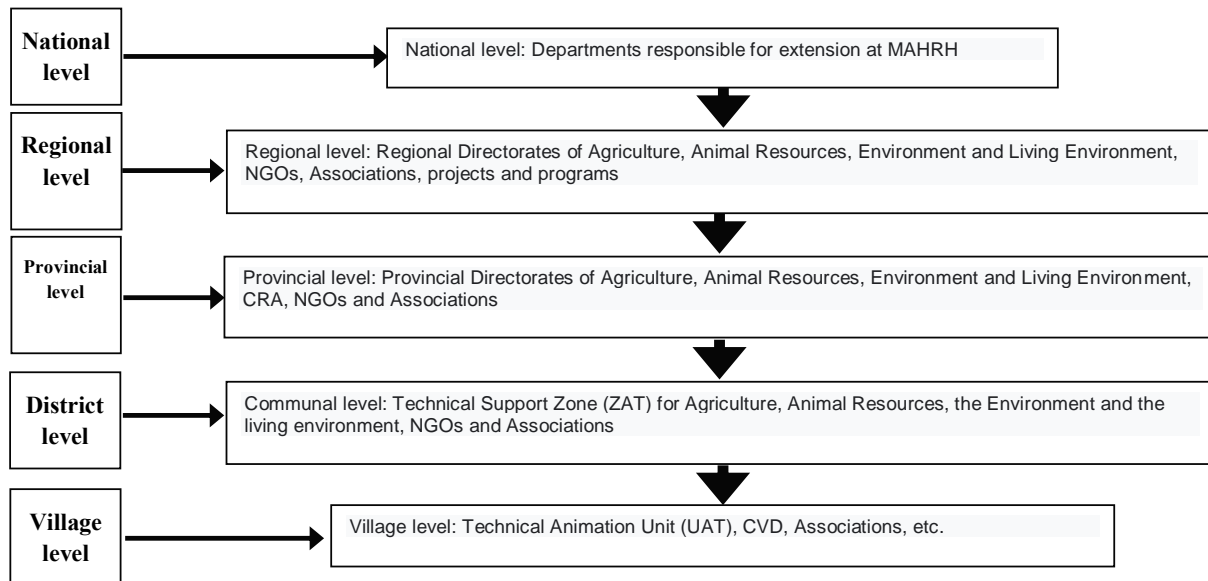 National
level
National level: Departments responsible for extension at MAHRH
Regional
level
Regional level: Regional Directorates of Agriculture, Animal Resources, Environment and Living Environment,
NGOs, Associations, projects and programs
Provincial
level
Provincial level: Provincial Directorates of Agriculture, Animal Resources, Environment and Living Environment,
CRA, NGOs and Associations
District
level
Communal level: Technical Support Zone (ZAT) for Agriculture, Animal Resources, the Environment and the
living environment, NGOs and Associations
Village
level
Village level: Technical Animation Unit (UAT), CVD, Associations, etc.